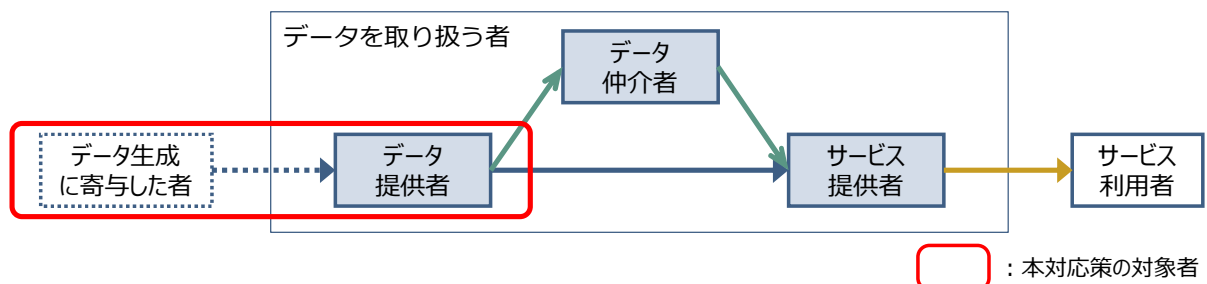 データを取り扱う者
データ
仲介者
データ生成
に寄与した者
データ
提供者
サービス
提供者
サービス
利用者
：本対応策の対象者